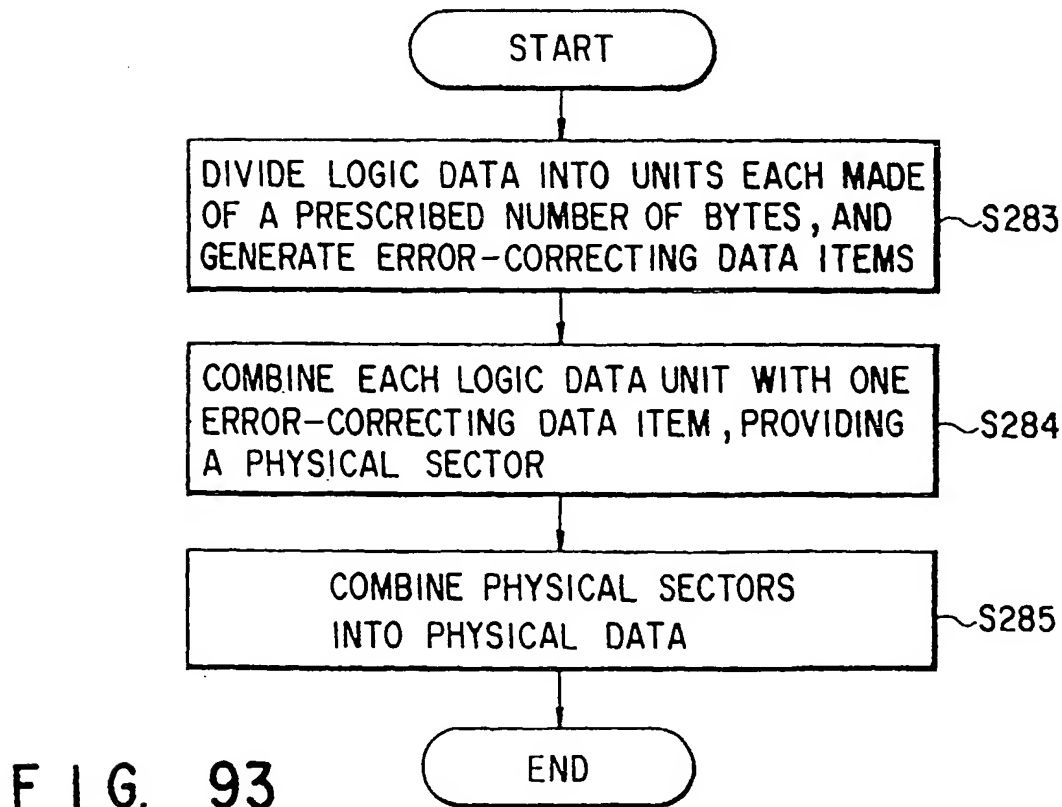 START
DIVIDE LOGIC DATA INTO UNITS EACH MADE
OF A PRESCRIBED NUMBER OF BYTES, AND
GENERATE ERROR-CORRECTING DATA ITEMS
S283
COMBINE EACH LOGIC DATA UNIT WITH ONE
ERROR-CORRECTING DATA ITEM, PROVIDING
A PHYSICAL SECTOR
S284
COMBINE PHYSICAL SECTORS
INTO PHYSICAL DATA
S285
END
FIG. 93